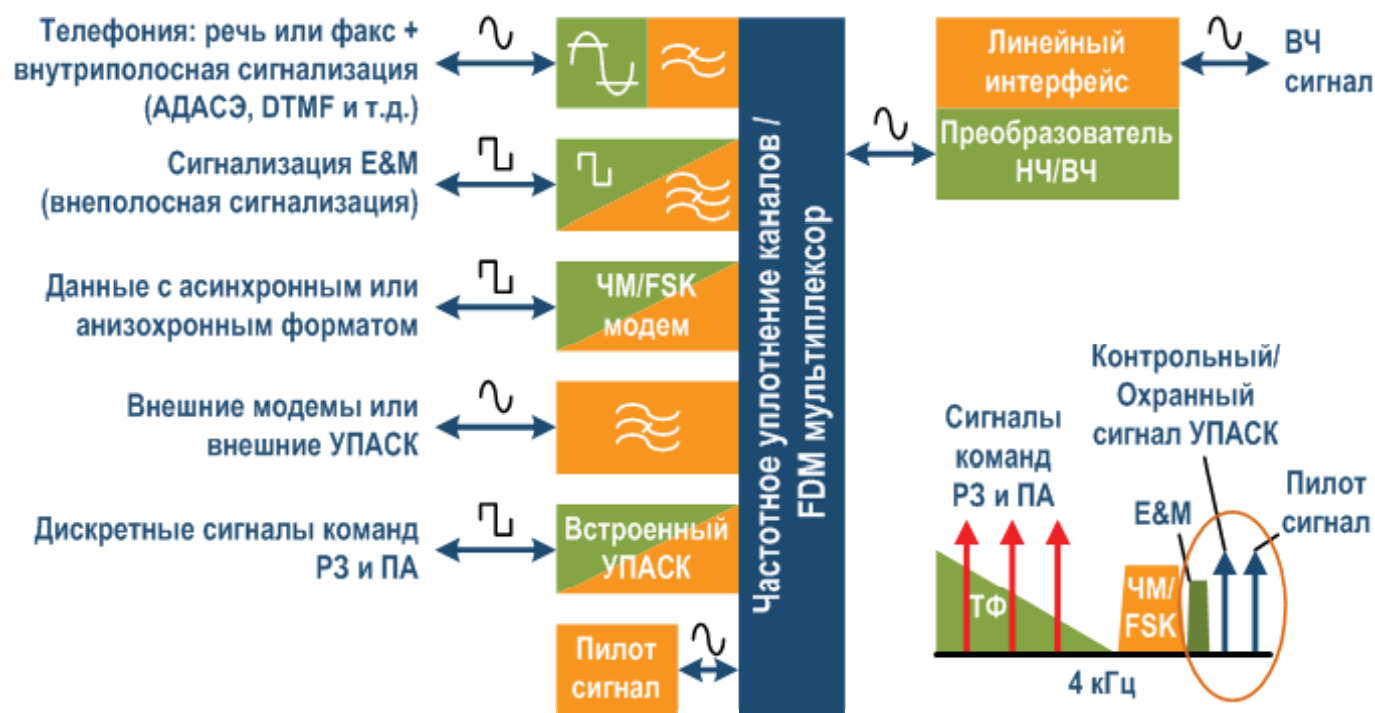 Телефония: речь или факс +
внутриполосная сигнализация
(АДАСЭ, DTMF и т.д.)
Сигнализация E&M
(внеполосная сигнализация)
Данные с асинхронным или
анизохронным форматом
ЧМ/FSK
модем
Внешние модемы или
внешние УПАСК
Дискретные сигналы команд
РЗ и ПА
Встроенный
УПАСК
Пилот
сигнал
Частотное уплотнение каналов /
FDM мультиплексор
Линейный
интерфейс
Преобразователь
НЧ/ВЧ
ВЧ
сигнал
Контрольный/
Охранный
сигнал УПАСК
Сигналы
команд
РЗ и ПА
E&M
Пилот
сигнал
ТФ
ЧМ/
FSK
4 кГц